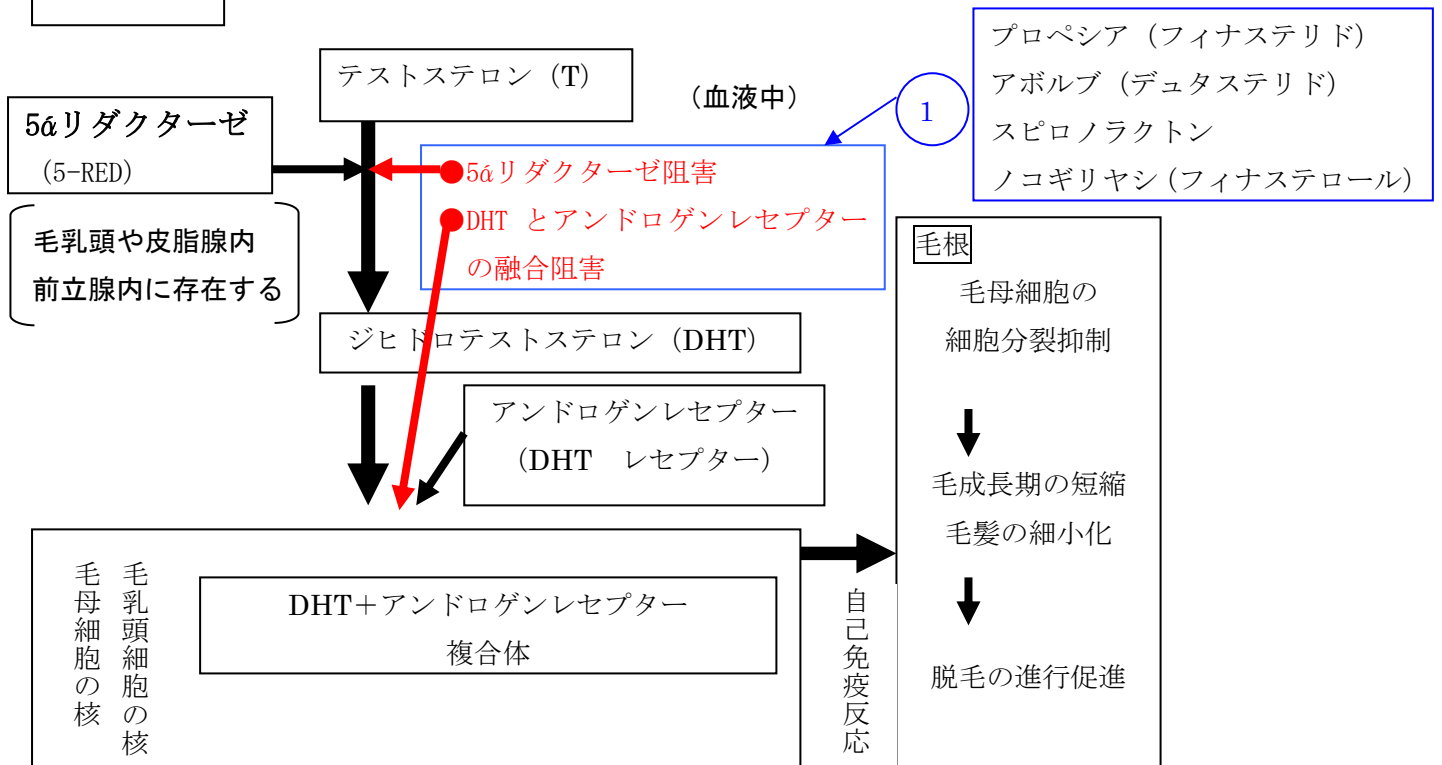 プロペシア（フィナステリド）
アボルブ（デュタステリド）
スピロノラクトン
ノコギリヤシ（フィナステロール）
1
テストステロン（T）
（血液中）
5άリダクターゼ
（5-RED）
●5άリダクターゼ阻害
●DHT とアンドロゲンレセプター
の融合阻害
毛乳頭や皮脂腺内
前立腺内に存在する
ジヒドロテストステロン（DHT）
アンドロゲンレセプター
（DHT　レセプター）
毛乳頭細胞の核
毛母細胞の核
DHT＋アンドロゲンレセプター
複合体
自己免疫反応
毛根
毛母細胞の
細胞分裂抑制
毛成長期の短縮
毛髪の細小化
脱毛の進行促進